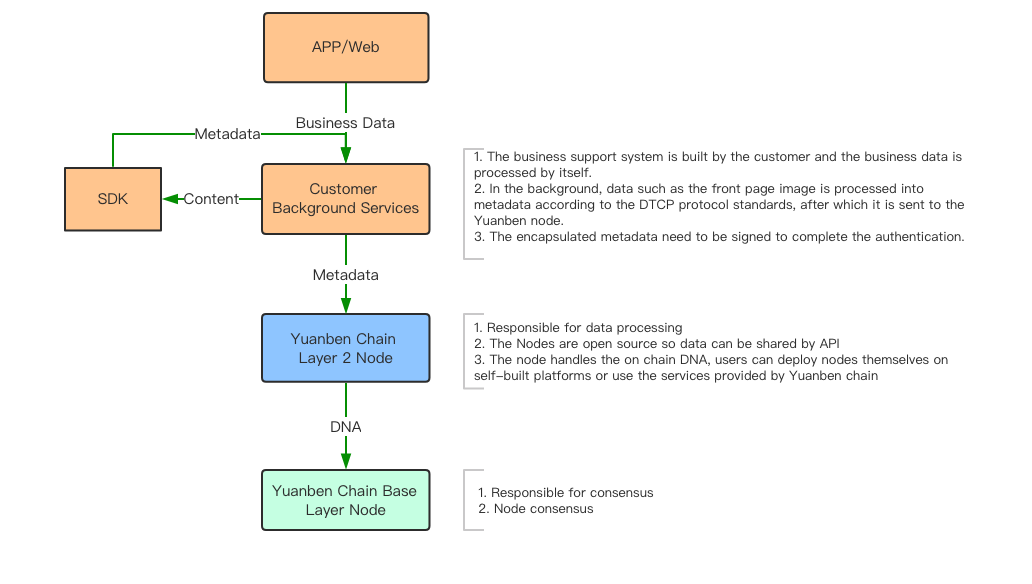 APP/Web
Business Data
Metadata
SDK
Content
Customer
Background Services
1. The business support system is built by the customer and the business data is
processed by itself.
2. In the background, data such as the front page image is processed into
metadata according to the DTCP protocol standards, after which it is sent to the
Yuanben node.
3. The encapsulated metadata need to be signed to complete the authentication.
Metadata
Yuanben Chain
Layer 2 Node
1. Responsible for data processing
2. The Nodes are open source so data can be shared by API
3. The node handles the on chain DNA, users can deploy nodes themselves on
self-built platforms or use the services provided by Yuanben chain
DNA
Yuanben Chain Base
Layer Node
1. Responsible for consensus
2. Node consensus